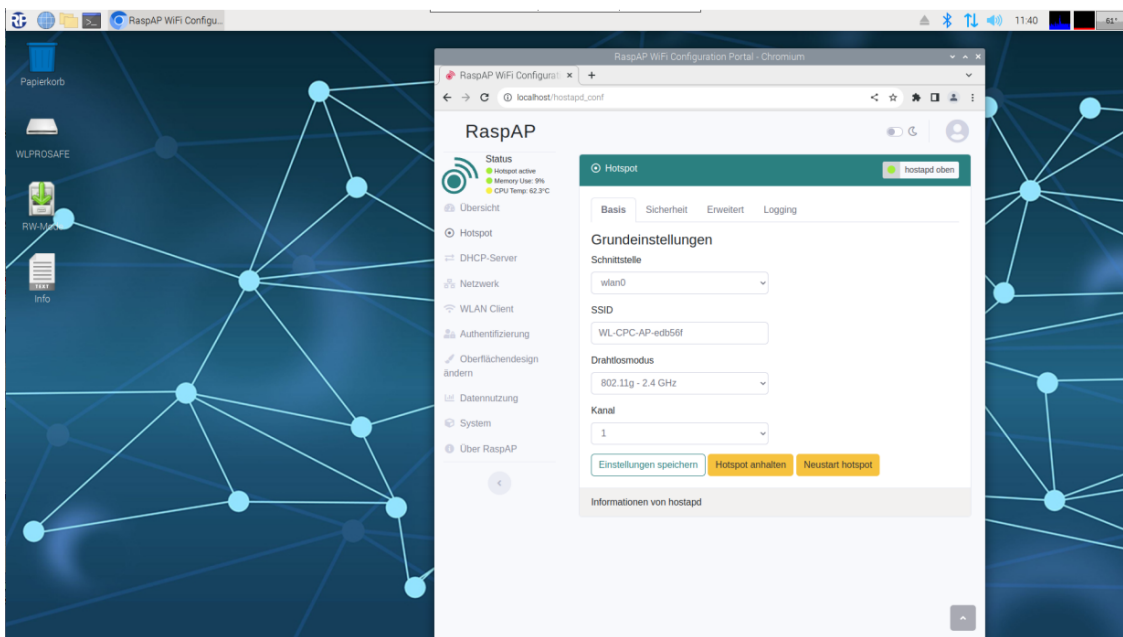 RaspAP WiFi Configu...
11:40
61°
Papierkorb
WLPROSAFE
Info
TEXT
RaspAP WiFi Configuration Portal - Chromium
RaspAP WiFi Configurat
localhost/hostapd_conf
RaspAP
Status
Hotspot active
Memory Use: 9%
CPU Temp: 62.3°C
Übersicht
Hotspot
DHCP-Server
Netzwerk
WLAN Client
Authentifizierung
Oberflächendesign
ändern
Datennutzung
System
Über RaspAP
Hotspot
hostapd oben
Basis Sicherheit Erweitert Logging
Grundeinstellungen
Schnittstelle
wlan0
SSID
WL-CPC-AP-edb56f
Drahtlosmodus
802.11g - 2.4 GHz
Kanal
1
Einstellungen speichern Hotspot anhalten Neustart hotspot
Informationen von hostapd